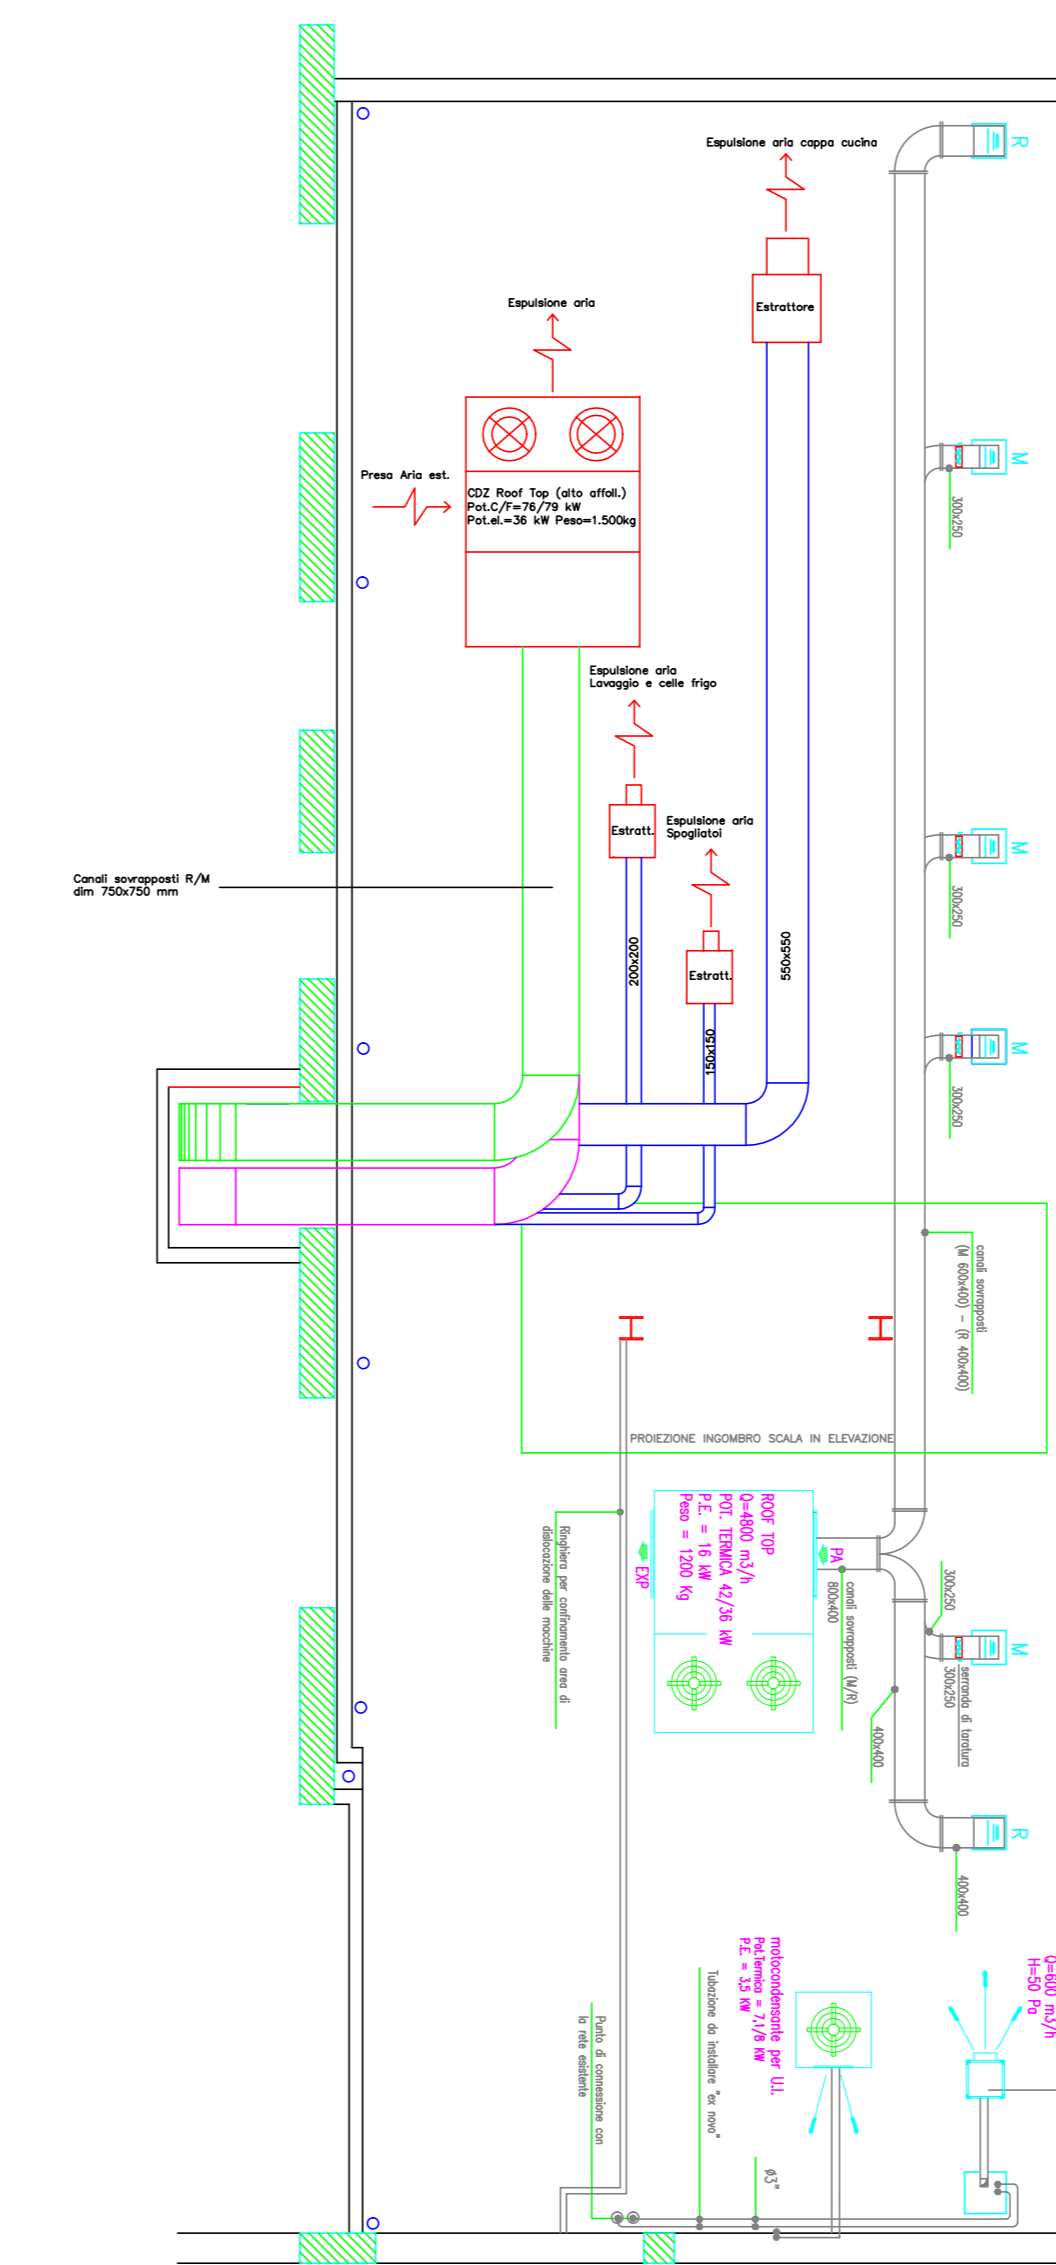 Espulsione aria cappa cucina
R
Estrattore
Espulsione aria
M
300x250
Presa Aria est.
CDZ Roof Top (alto affoll.)
Pot.C/F=76/79 kW
Pot.el.=36 kW Peso=1.500kg
Espulsione aria
Lavaggio e celle frigo
Estratt.
Espulsione aria
Spogliatoi
M
300x250
Canali sovrapposti R/M
dim 750x750 mm
200x200
Estratt.
550x550
150x150
M
300x250
canali sovrapposti
(M 600x400) - (R 400x400)
H
H
PROIEZIONE INGOMBRO SCALA IN ELEVAZIONE
ROOF TOP
Q=4800 m3/h
POT. TERMICA 42/36 kW
P.E. = 16 kW
Peso = 1200 Kg
PA
EXP
Ringhiera per confinamento area di
dislocazione delle macchine
canali sovrapposti (M/R)
800x400
300x250
M
serranda di taratura
300x250
400x400
R
400x400
motocondensante per U.I.
Pot.Termica = 7,1/8 KW
P.E. = 3,5 KW
Q=600 m3/h
H=50 Pa
Tubazione da installare "ex novo"
Punto di connessione con
la rete esistente
ø3"